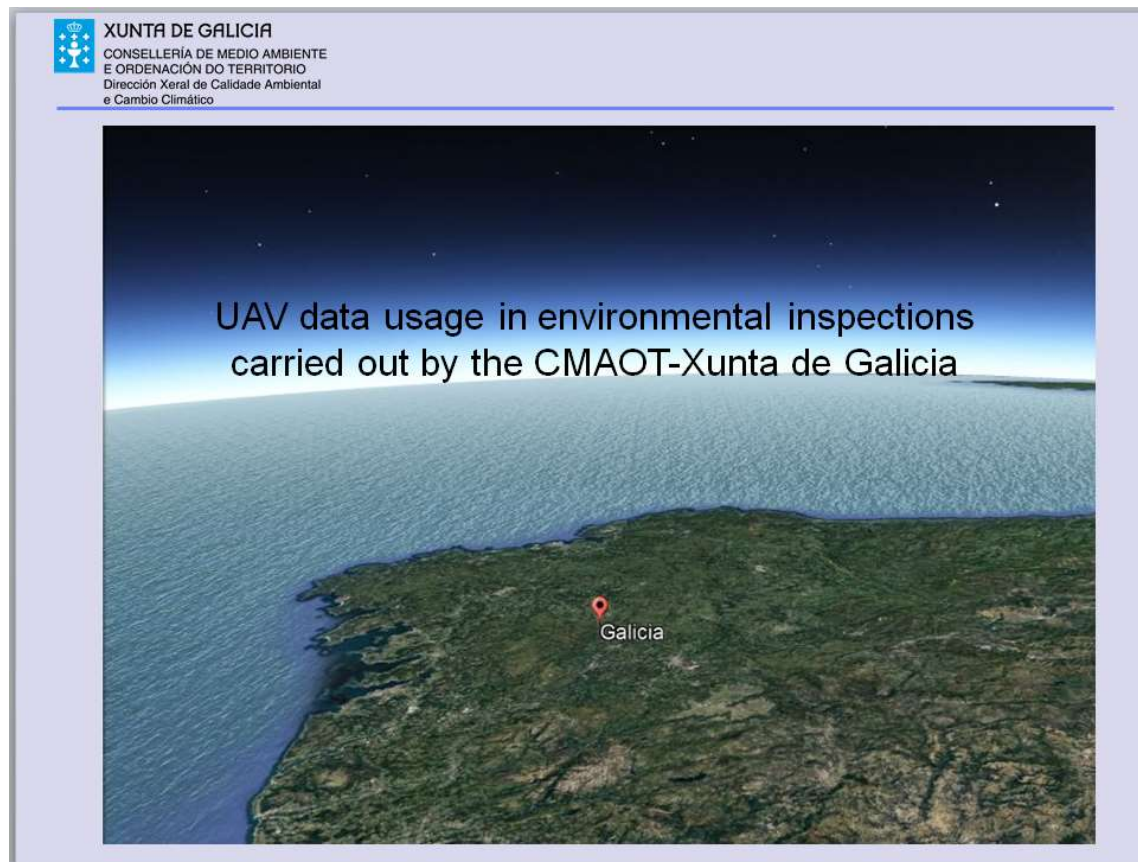 XUNTA DE GALICIA
CONSELLERÍA DE MEDIO AMBIENTE
E ORDENACIÓN DO TERRITORIO
Dirección Xeral de Calidade Ambiental
e Cambio Climático
UAV data usage in environmental inspections
carried out by the CMAOT-Xunta de Galicia
Galicia